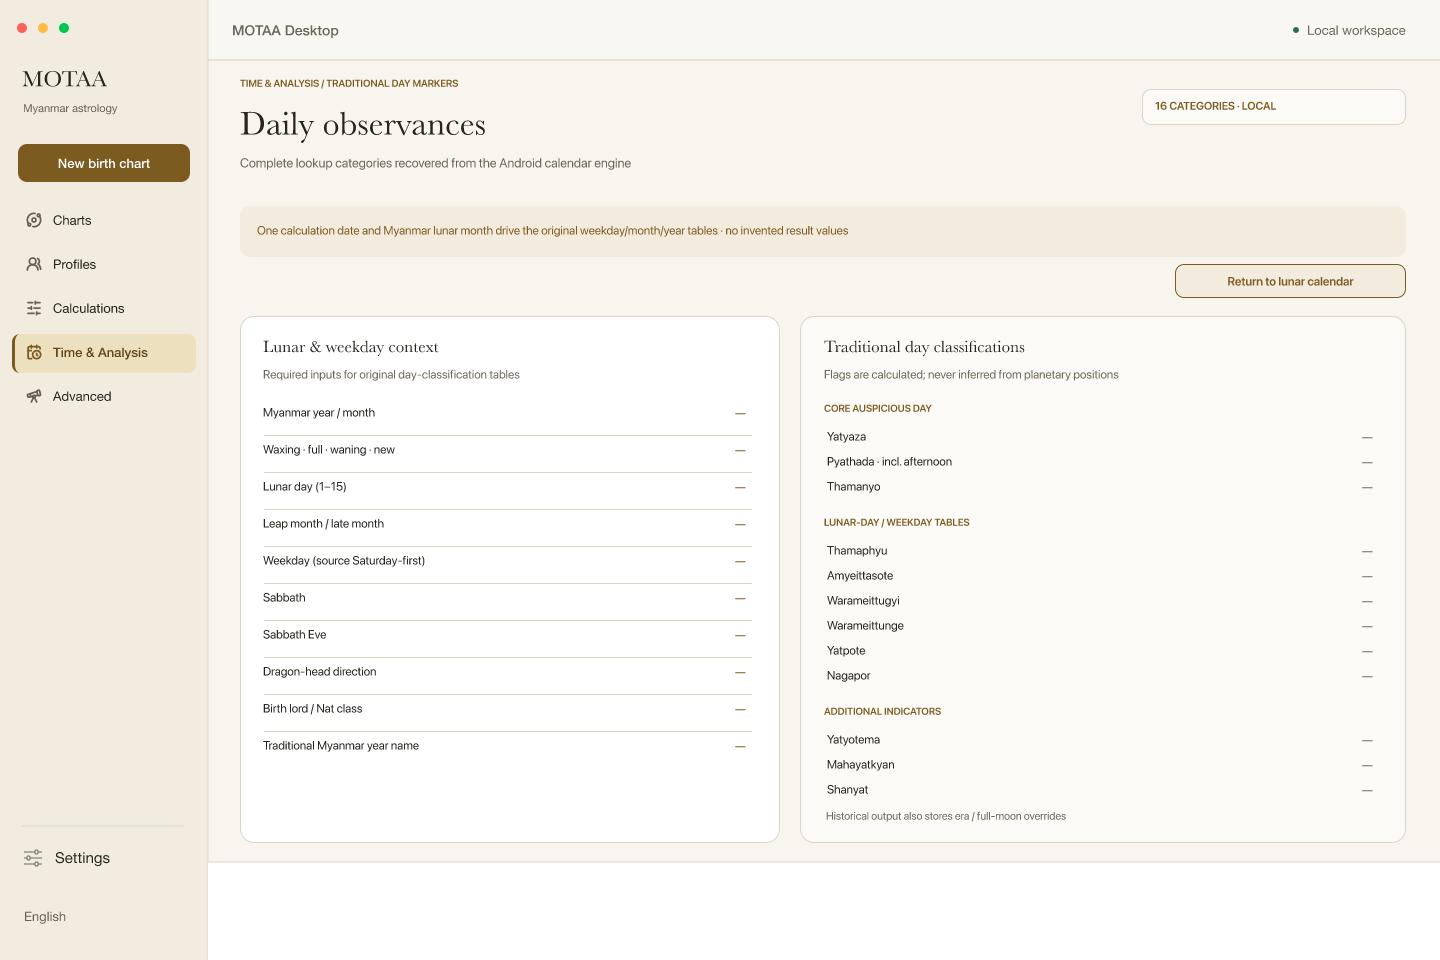 MOTAA
Myanmar astrology
New birth chart
Charts
Profiles
Calculations
Time & Analysis
Advanced
Settings
English
MOTAA Desktop
Local workspace
TIME & ANALYSIS / TRADITIONAL DAY MARKERS
Daily observances
Complete lookup categories recovered from the Android calendar engine
16 CATEGORIES · LOCAL
One calculation date and Myanmar lunar month drive the original weekday/month/year tables · no invented result values
Return to lunar calendar
Lunar & weekday context
Required inputs for original day-classification tables
Myanmar year / month —
Waxing · full · waning · new —
Lunar day (1–15) —
Leap month / late month —
Weekday (source Saturday-first) —
Sabbath —
Sabbath Eve —
Dragon-head direction —
Birth lord / Nat class —
Traditional Myanmar year name —
Traditional day classifications
Flags are calculated; never inferred from planetary positions
CORE AUSPICIOUS DAY
Yatyaza —
Pyathada · incl. afternoon —
Thamanyo —
LUNAR-DAY / WEEKDAY TABLES
Thamaphyu —
Amyeittasote —
Warameittugyi —
Warameittunge —
Yatpote —
Nagapor —
ADDITIONAL INDICATORS
Yatyotema —
Mahayatkyan —
Shanyat —
Historical output also stores era / full-moon overrides